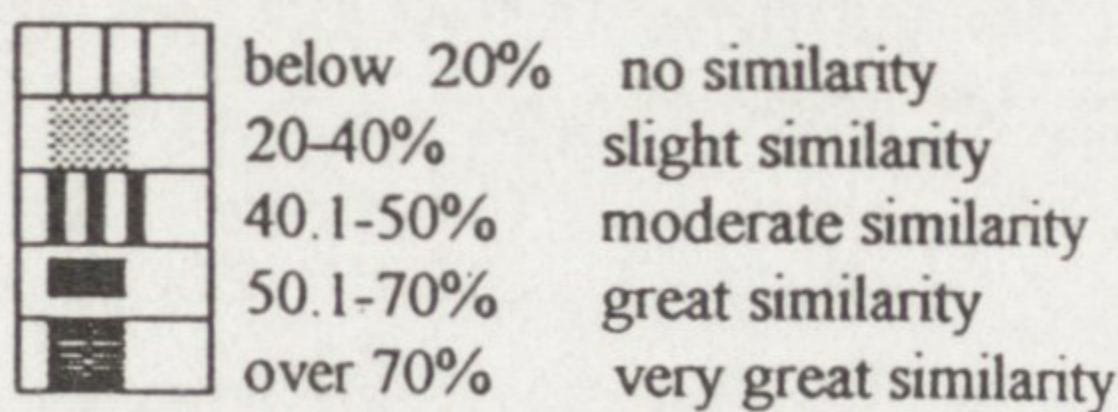 below 20% no similarity
20-40% slight similarity
40.1-50% moderate similarity
50.1-70% great similarity
over 70% very great similarity